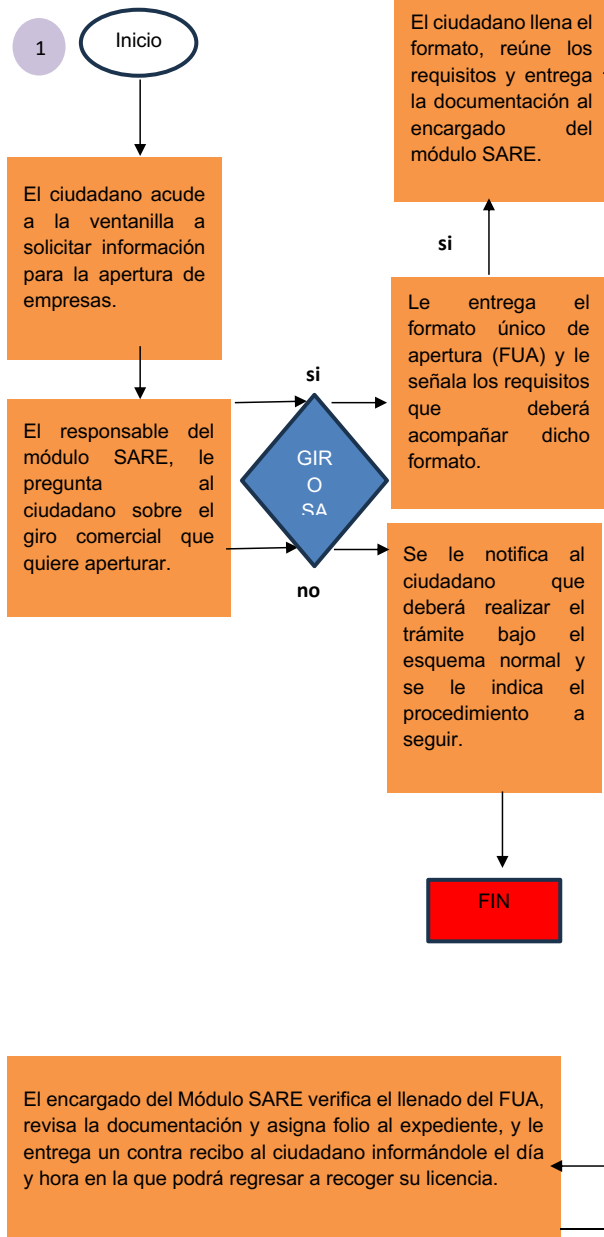 1
Inicio
El ciudadano acude
a la ventanilla a
solicitar información
para la apertura de
empresas.
El responsable del
módulo SARE, le
pregunta al
ciudadano sobre el
giro comercial que
quiere aperturar.
si
GIR
O
SA
no
El ciudadano llena el
formato, reúne los
requisitos y entrega
la documentación al
encargado del
módulo SARE.
si
Le entrega el
formato único de
apertura (FUA) y le
señala los requisitos
que deberá
acompañar dicho
formato.
Se le notifica al
ciudadano que
deberá realizar el
trámite bajo el
esquema normal y
se le indica el
procedimiento a
seguir.
FIN
El encargado del Módulo SARE verifica el llenado del FUA,
revisa la documentación y asigna folio al expediente, y le
entrega un contra recibo al ciudadano informándole el día
y hora en la que podrá regresar a recoger su licencia.